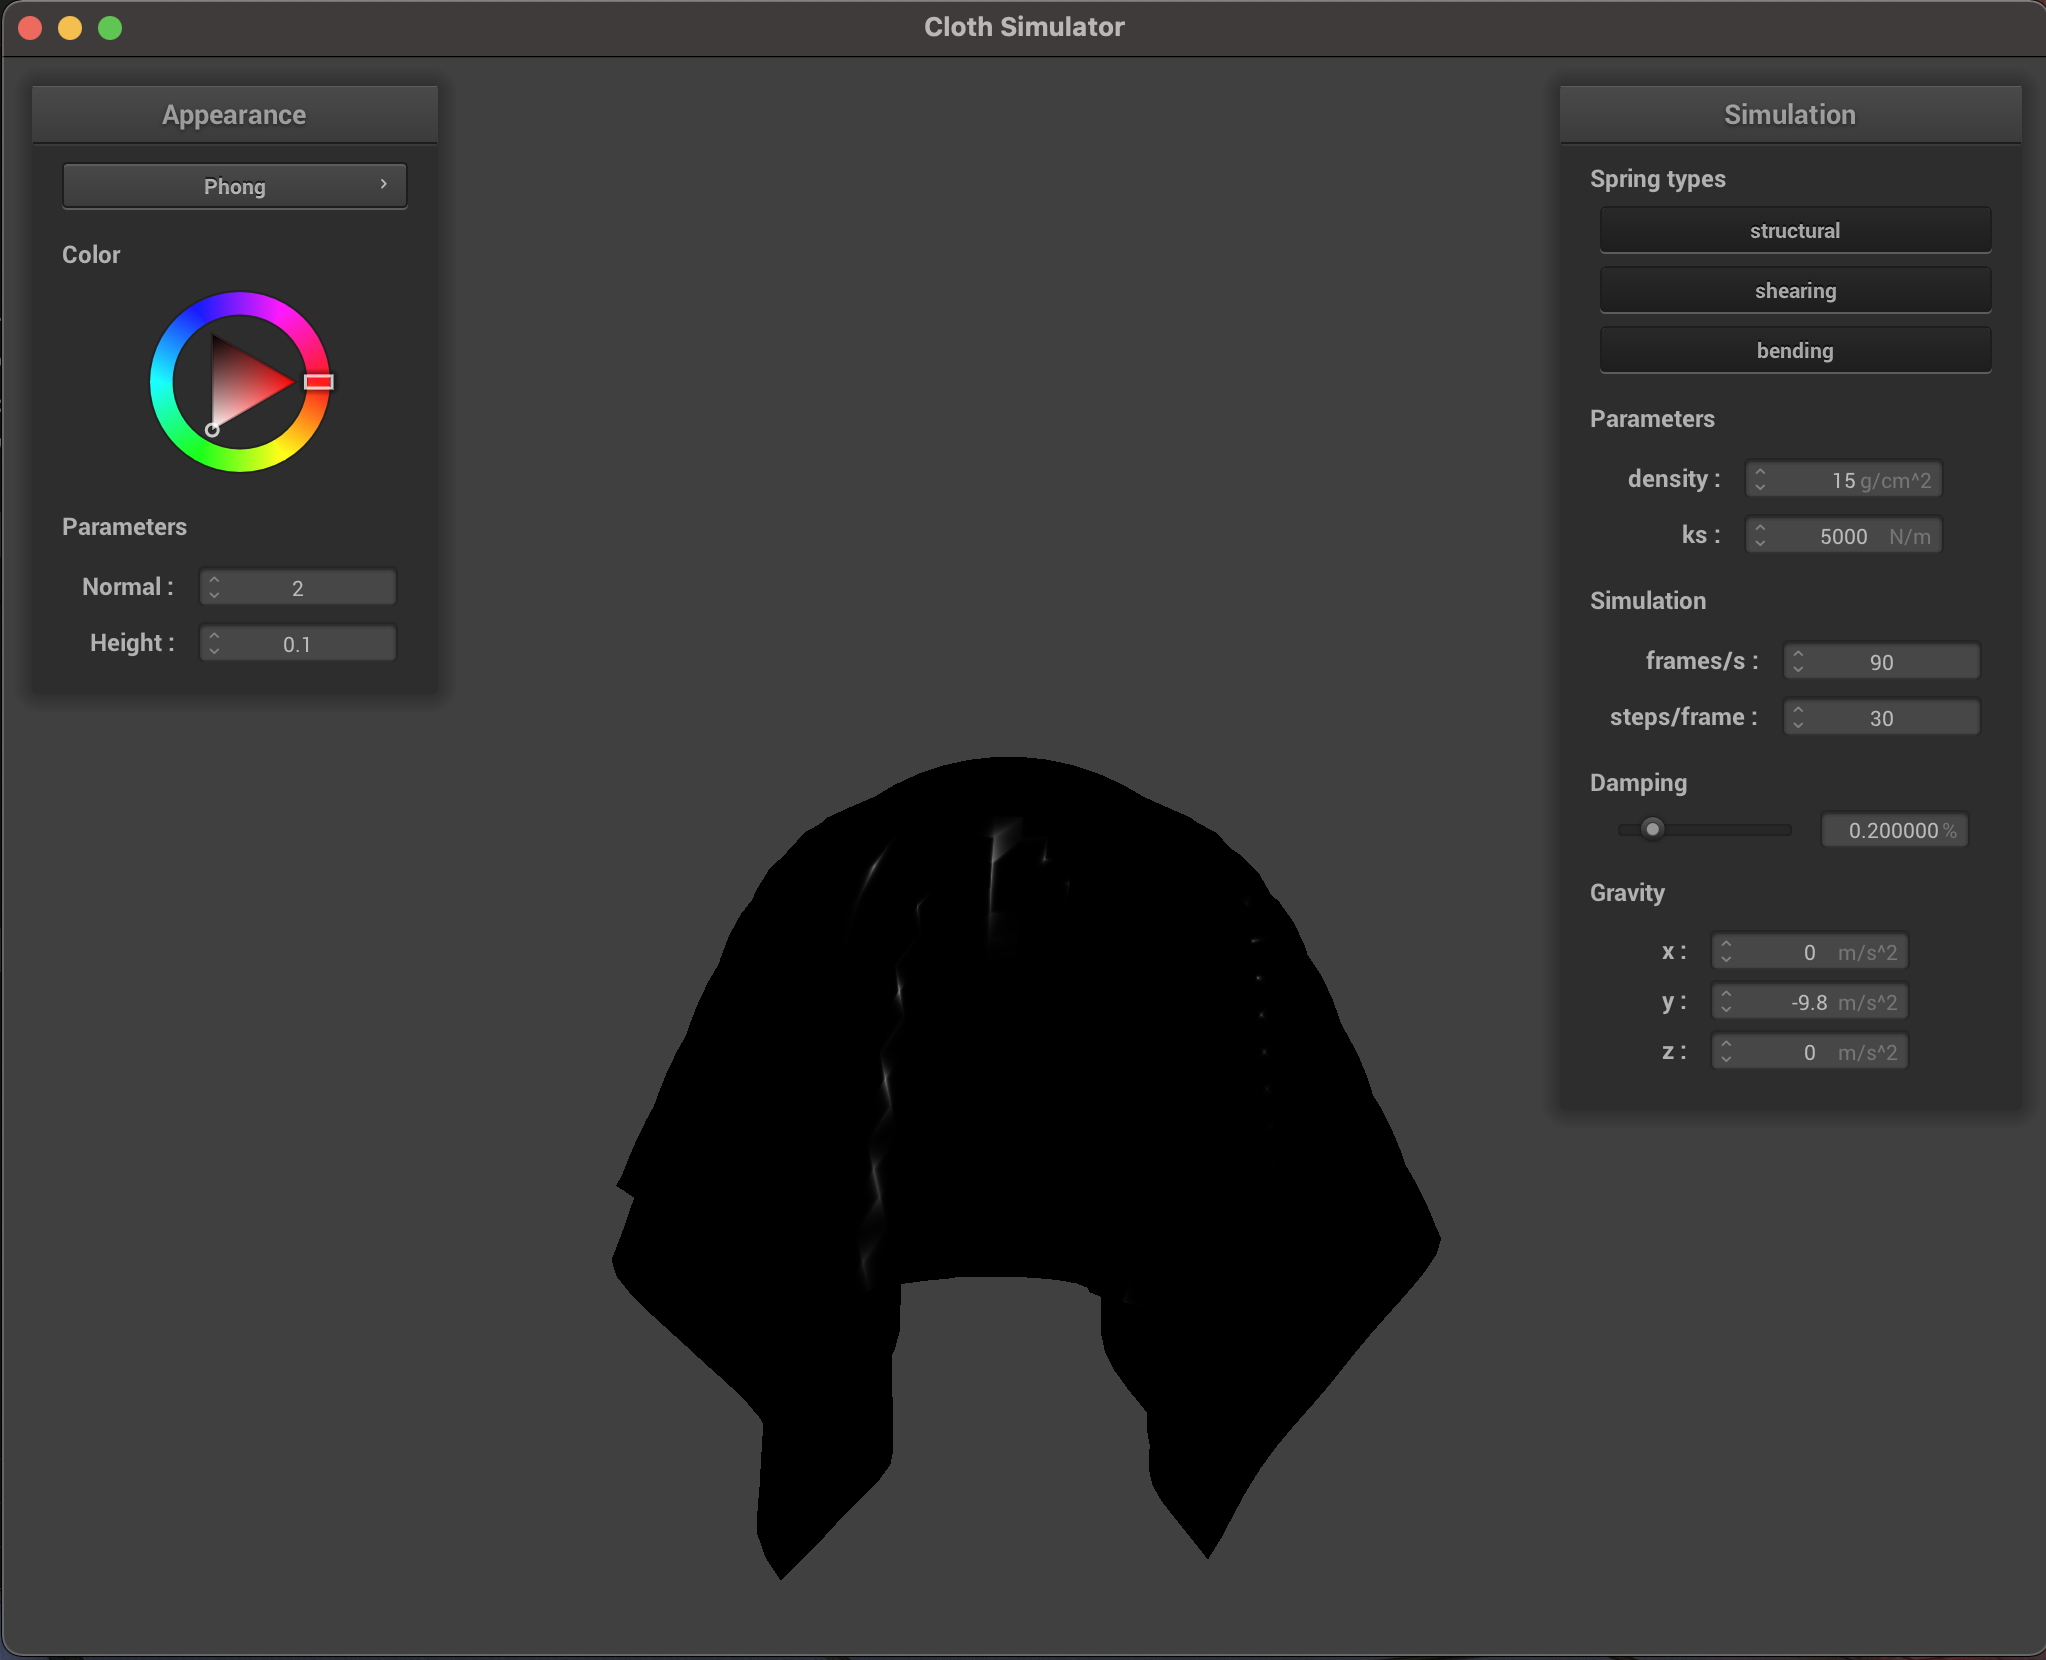 Cloth Simulator
Appearance
Phong
Color
Parameters
Normal : 2
Height : 0.1
Simulation
Spring types
structural
shearing
bending
Parameters
density : 15 g/cm^2
ks : 5000 N/m
Simulation
frames/s : 90
steps/frame : 30
Damping
0.200000 %
Gravity
x : 0 m/s^2
y : -9.8 m/s^2
z : 0 m/s^2